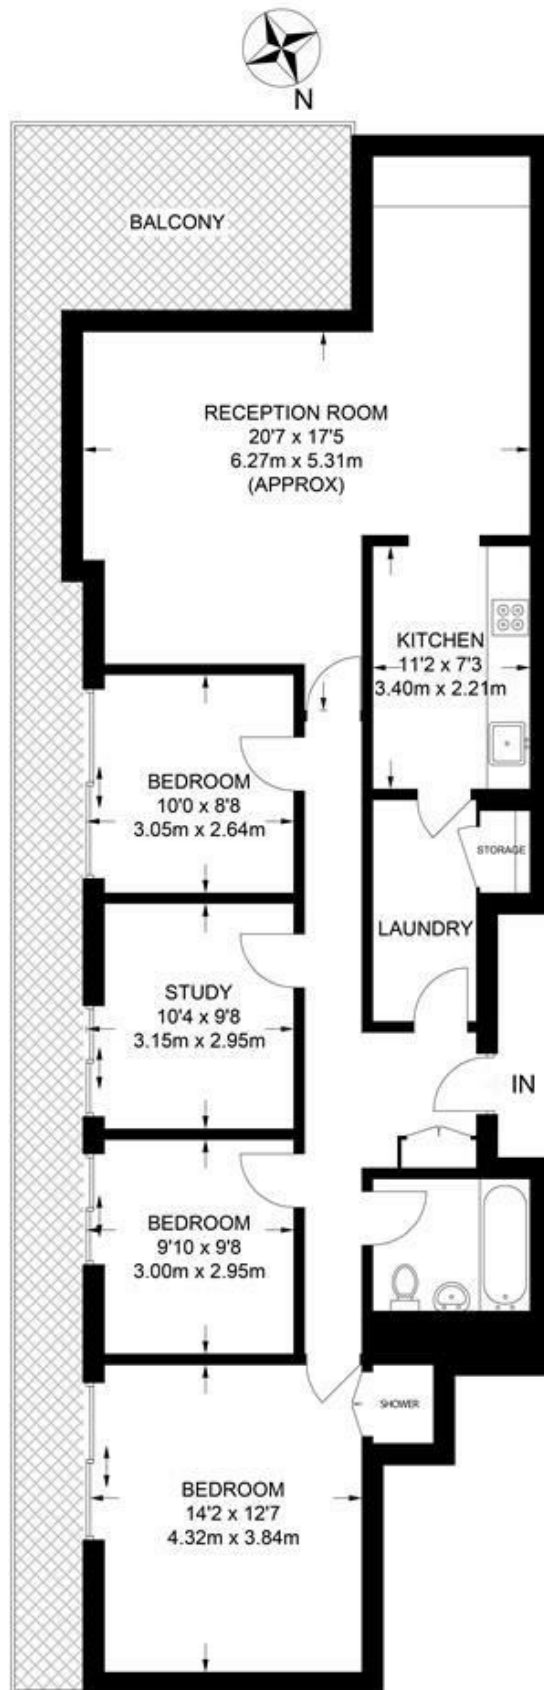 N
BALCONY
RECEPTION ROOM
20'7 x 17'5
6.27m x 5.31m
(APPROX)
KITCHEN
11'2 x 7'3
3.40m x 2.21m
BEDROOM
10'0 x 8'8
3.05m x 2.64m
STORAGE
LAUNDRY
STUDY
10'4 x 9'8
3.15m x 2.95m
IN
BEDROOM
9'10 x 9'8
3.00m x 2.95m
SHOWER
BEDROOM
14'2 x 12'7
4.32m x 3.84m